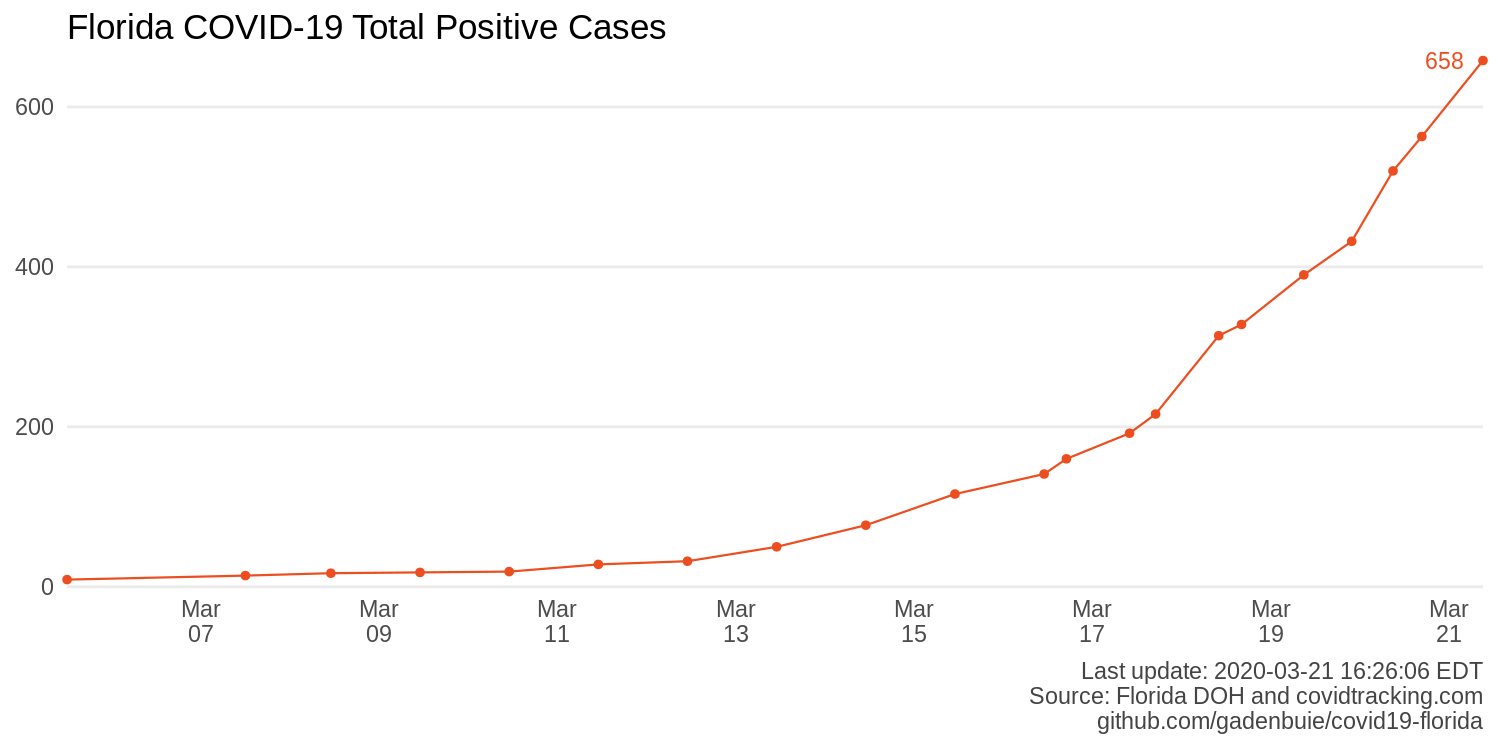 Florida COVID-19 Total Positive Cases
658
600
400
200
0
Mar Mar Mar Mar Mar Mar Mar Mar
07 09 11 13 15 17 19 21
Last update: 2020-03-21 16:26:06 EDT
Source: Florida DOH and covidtracking.com
github.com/gadenbuie/covid19-florida